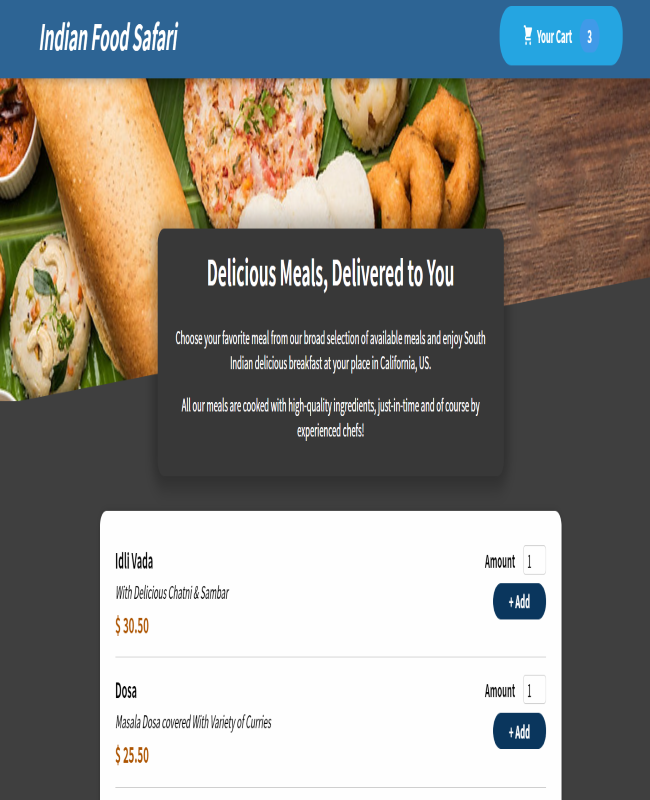 Indian Food Safari
Your Cart 3
Delicious Meals, Delivered to You
Choose your favorite meal from our broad selection of available meals and enjoy South
Indian delicious breakfast at your place in California, US.
All our meals are cooked with high-quality ingredients, just-in-time and of course by
experienced chefs!
Idli Vada
Amount 1
With Delicious Chatni & Sambar
+ Add
$ 30.50
Dosa
Amount 1
Masala Dosa covered With Variety of Curries
+ Add
$ 25.50